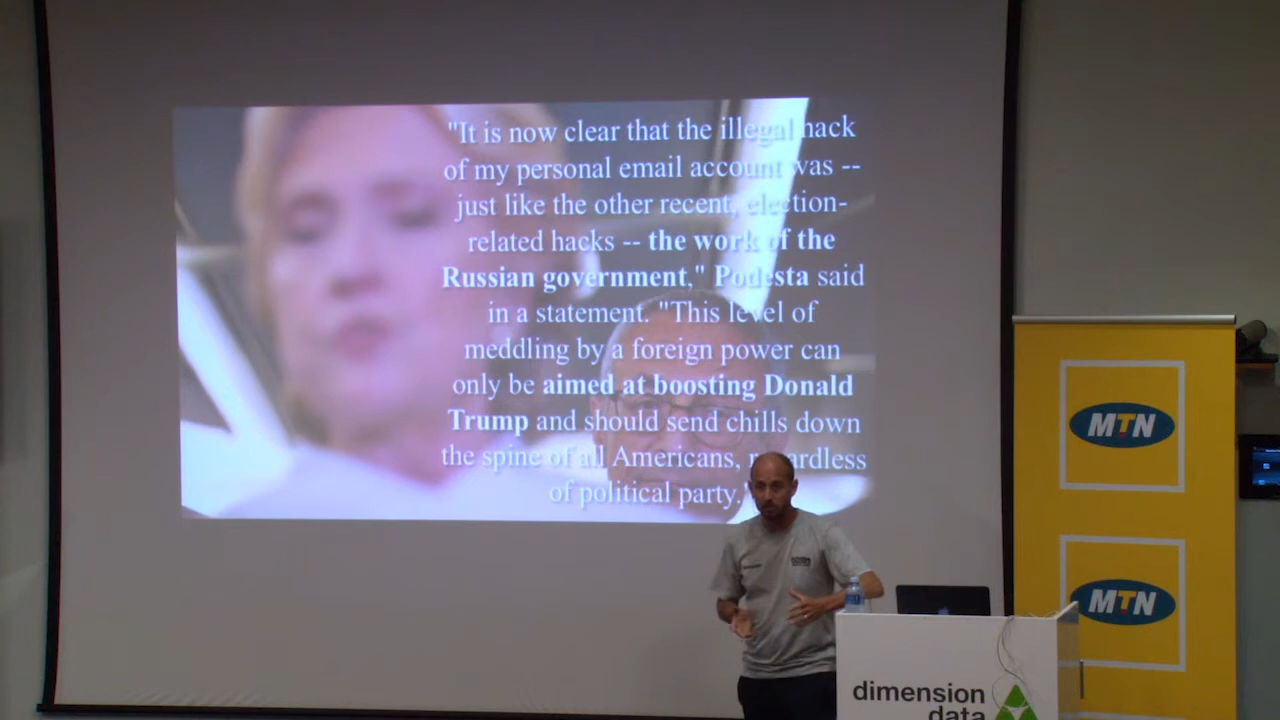 "It is now clear that the illegal hack
of my personal email account was --
just like the other recent, election-
related hacks -- the work of the
Russian government," Podesta said
in a statement. "This level of
meddling by a foreign power can
only be aimed at boosting Donald
Trump and should send chills down
the spine of all Americans, regardless
of political party."
MTN
MTN
dimension
data